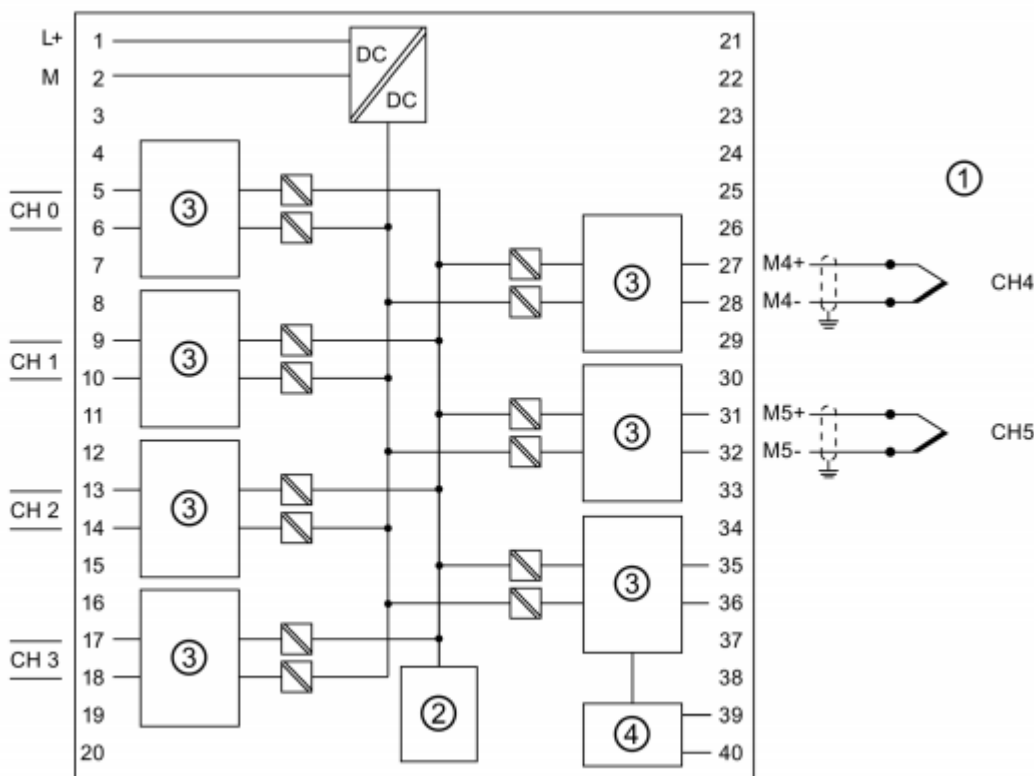 L+ 1 21
DC
M 2 22
DC
3 23
4 24
5 25 ①
CH 0 ③
6 26
7 27 M4+
③ CH4
8 28 M4-
9 29
CH 1 ③
10 30
11 31 M5+
③ CH5
12 32 M5-
13 33
CH 2 ③
14 34
15 35
③
16 36
17 37
CH 3 ③
18 38
19 39
② ④
20 40